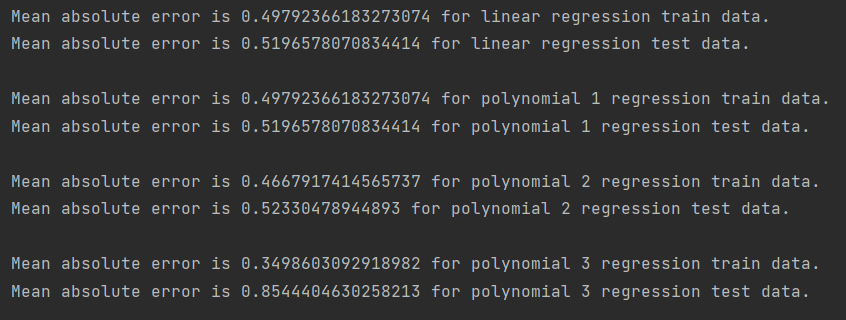 Mean absolute error is 0.49792366183273074 for linear regression train data.
Mean absolute error is 0.5196578070834414 for linear regression test data.
Mean absolute error is 0.49792366183273074 for polynomial 1 regression train data.
Mean absolute error is 0.5196578070834414 for polynomial 1 regression test data.
Mean absolute error is 0.4667917414565737 for polynomial 2 regression train data.
Mean absolute error is 0.52330478944893 for polynomial 2 regression test data.
Mean absolute error is 0.3498603092918982 for polynomial 3 regression train data.
Mean absolute error is 0.8544404630258213 for polynomial 3 regression test data.